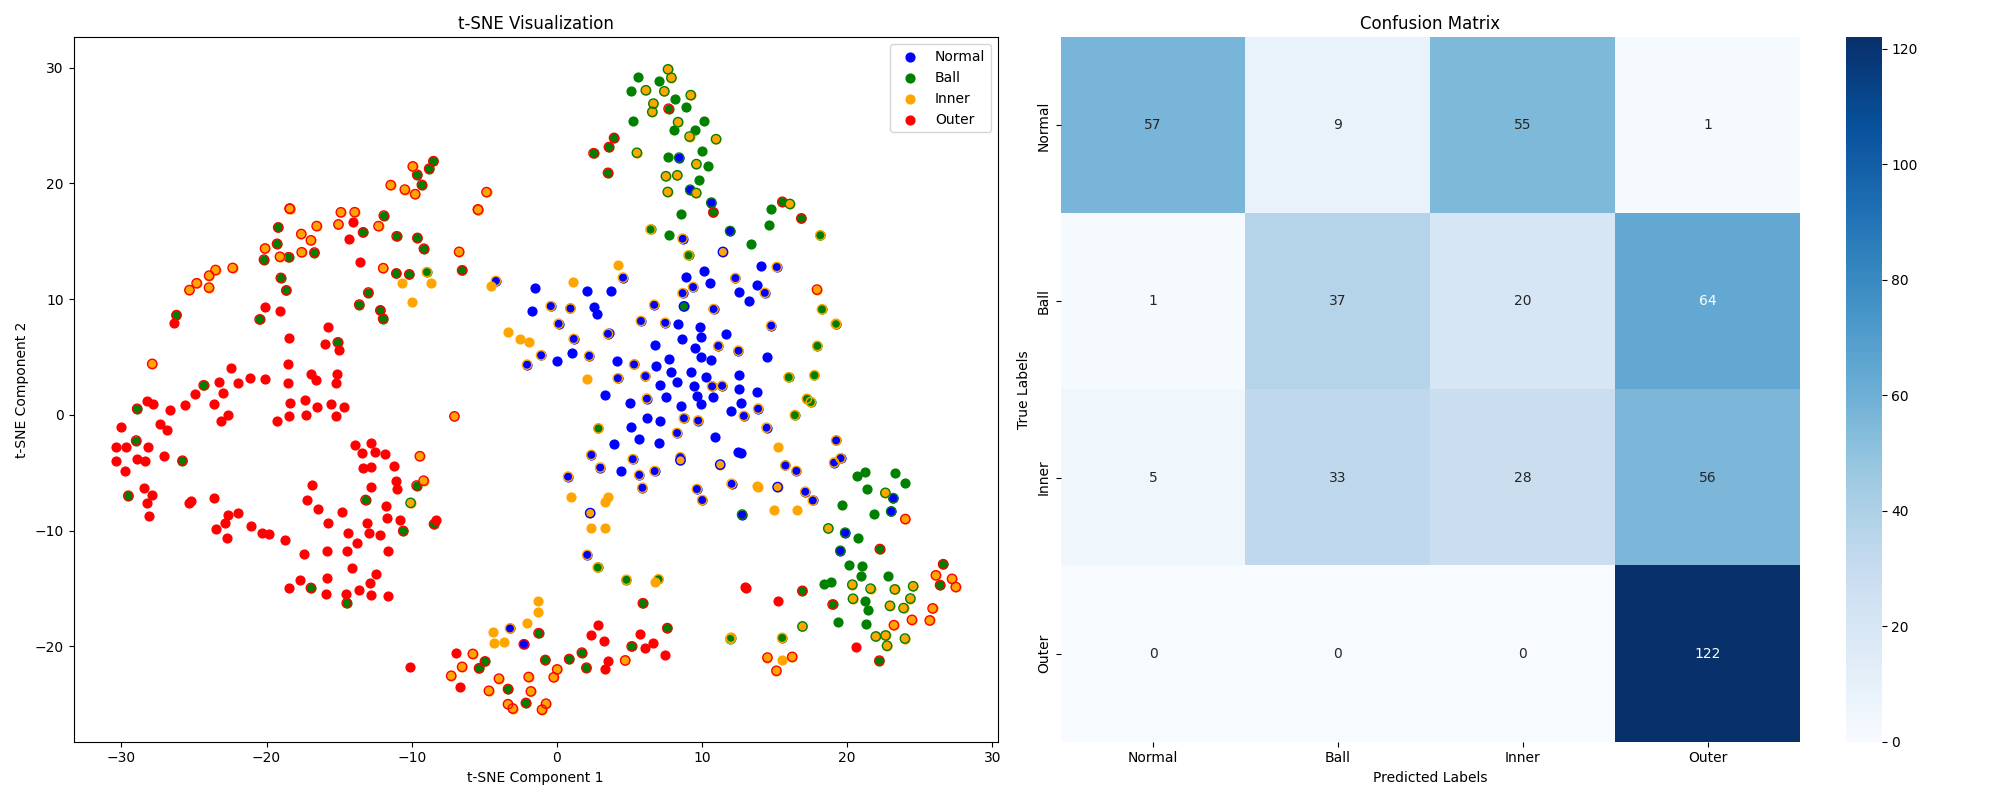 t-SNE Visualization
Normal
Ball
Inner
Outer
30
20
10
0
−10
−20
t-SNE Component 2
−30
−20
−10
0
10
20
30
t-SNE Component 1
Confusion Matrix
Normal
57
9
55
1
Ball
1
37
20
64
Inner
5
33
28
56
Outer
0
0
0
122
True Labels
Normal
Ball
Inner
Outer
Predicted Labels
120
100
80
60
40
20
0